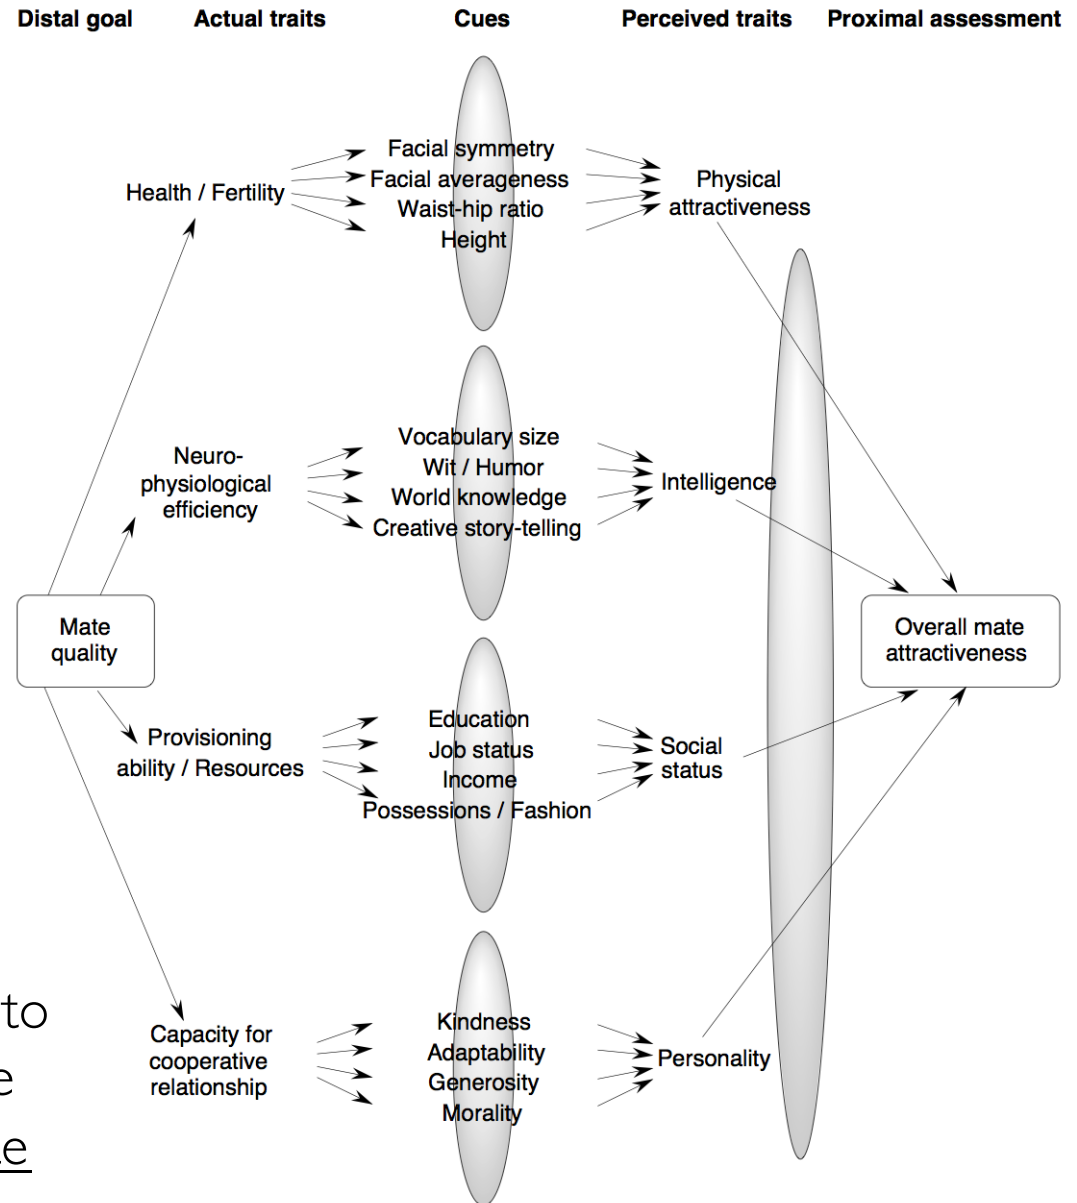 Distal goal Actual traits Cues Perceived traits Proximal assessment
Facial symmetry
Facial averageness
Waist-hip ratio
Height
Health / Fertility
Physical
attractiveness
Vocabulary size
Wit / Humor
World knowledge
Creative story-telling
Neuro-
physiological
efficiency
Intelligence
Mate
quality
Overall mate
attractiveness
Education
Job status
Income
Possessions / Fashion
Provisioning
ability / Resources
Social
status
Kindness
Adaptability
Generosity
Morality
Capacity for
cooperative
relationship
Personality
to